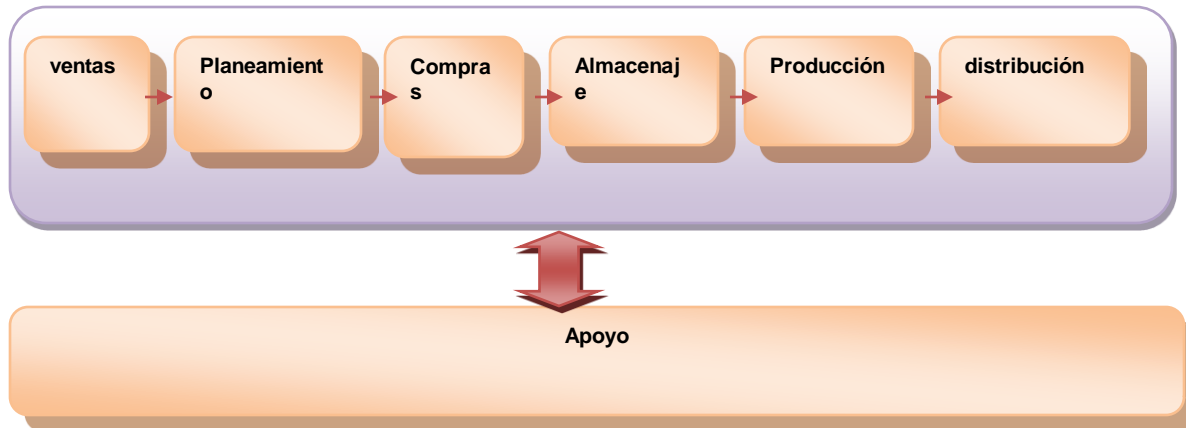 ventas
Planeamient
o
Compra
s
Almacenaj
e
Producción
distribución
Apoyo